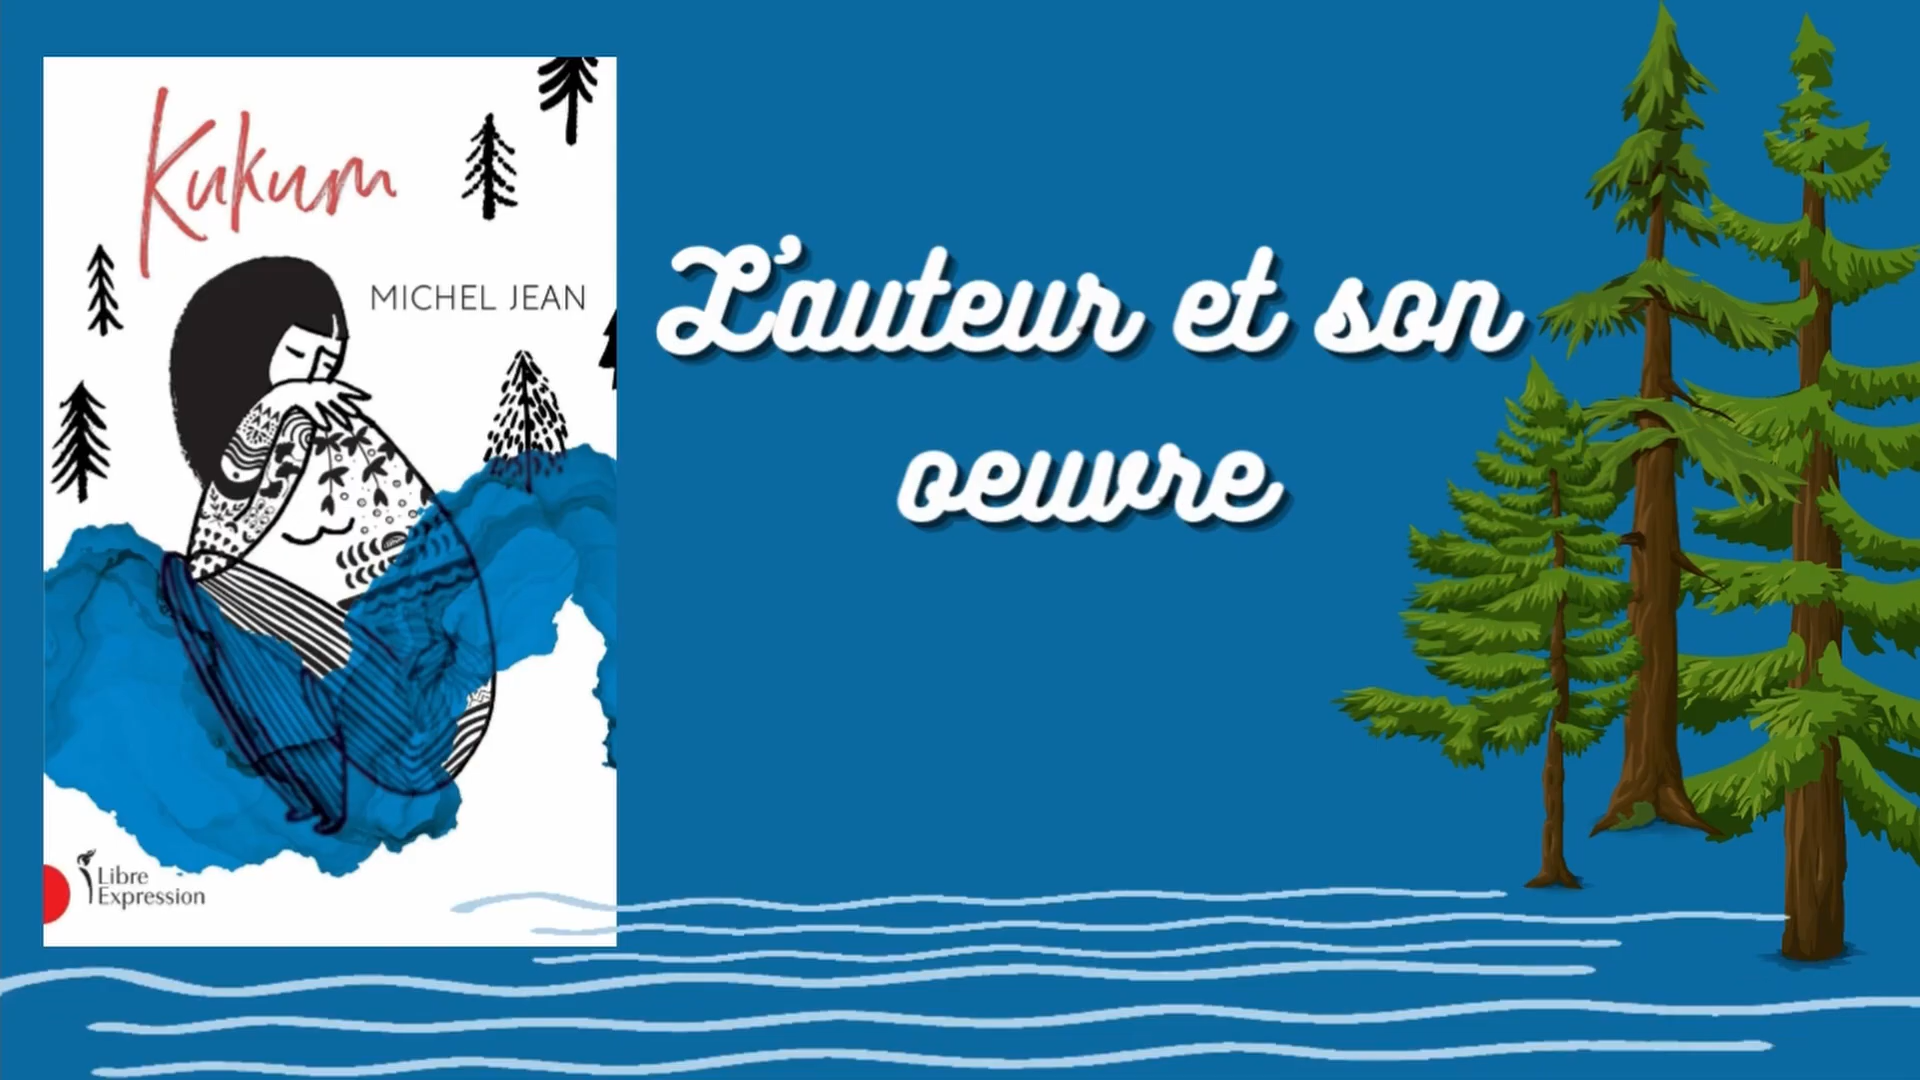 Kukum
MICHEL JEAN
Libre
Expression
L'auteur et son
oeuvre